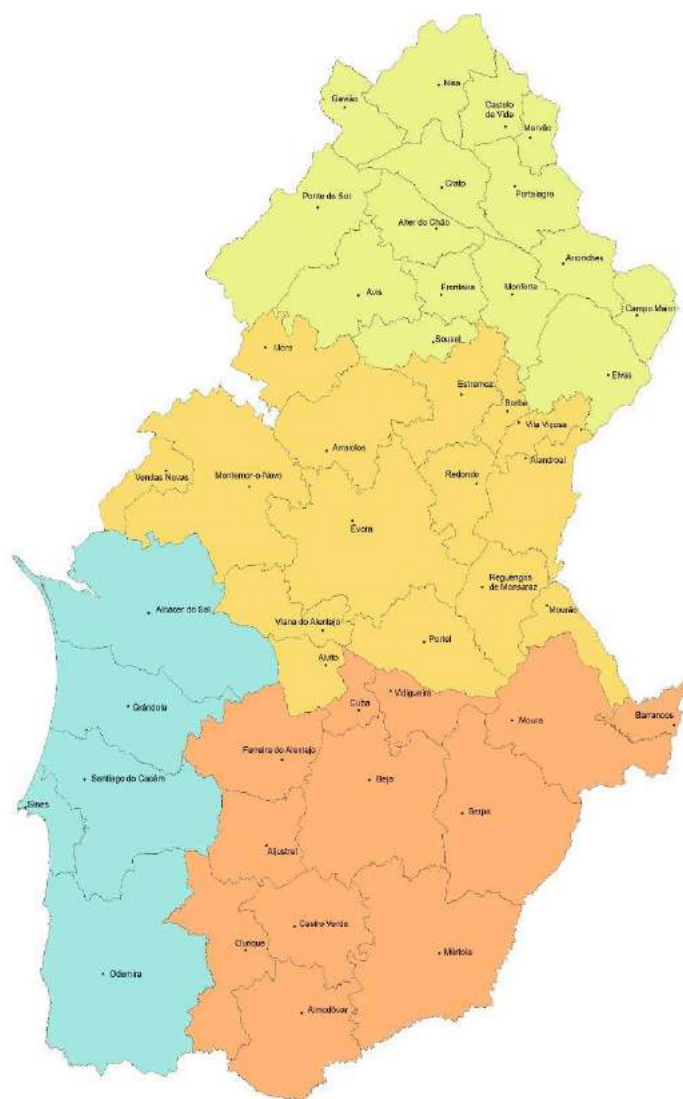 Nisa
Gavião
Castelo
de Vide
Marvão
Crato
Portalegre
Ponte de Sor
Alter do Chão
Arronches
Avis
Fronteira
Monforte
Campo Maior
Sousel
Mora
Elvas
Estremoz
Borba
Vila Viçosa
Arraiolos
Alandroal
Vendas Novas
Montemor-o-Novo
Redondo
Évora
Reguengos
de Monsaraz
Alcácer do Sal
Mourão
Viana do Alentejo
Portel
Alvito
Vidigueira
Cuba
Grândola
Moura
Barrancos
Ferreira do Alentejo
Santiago do Cacém
Beja
Sines
Serpa
Aljustrel
Castro Verde
Ourique
Mértola
Odemira
Almodôvar